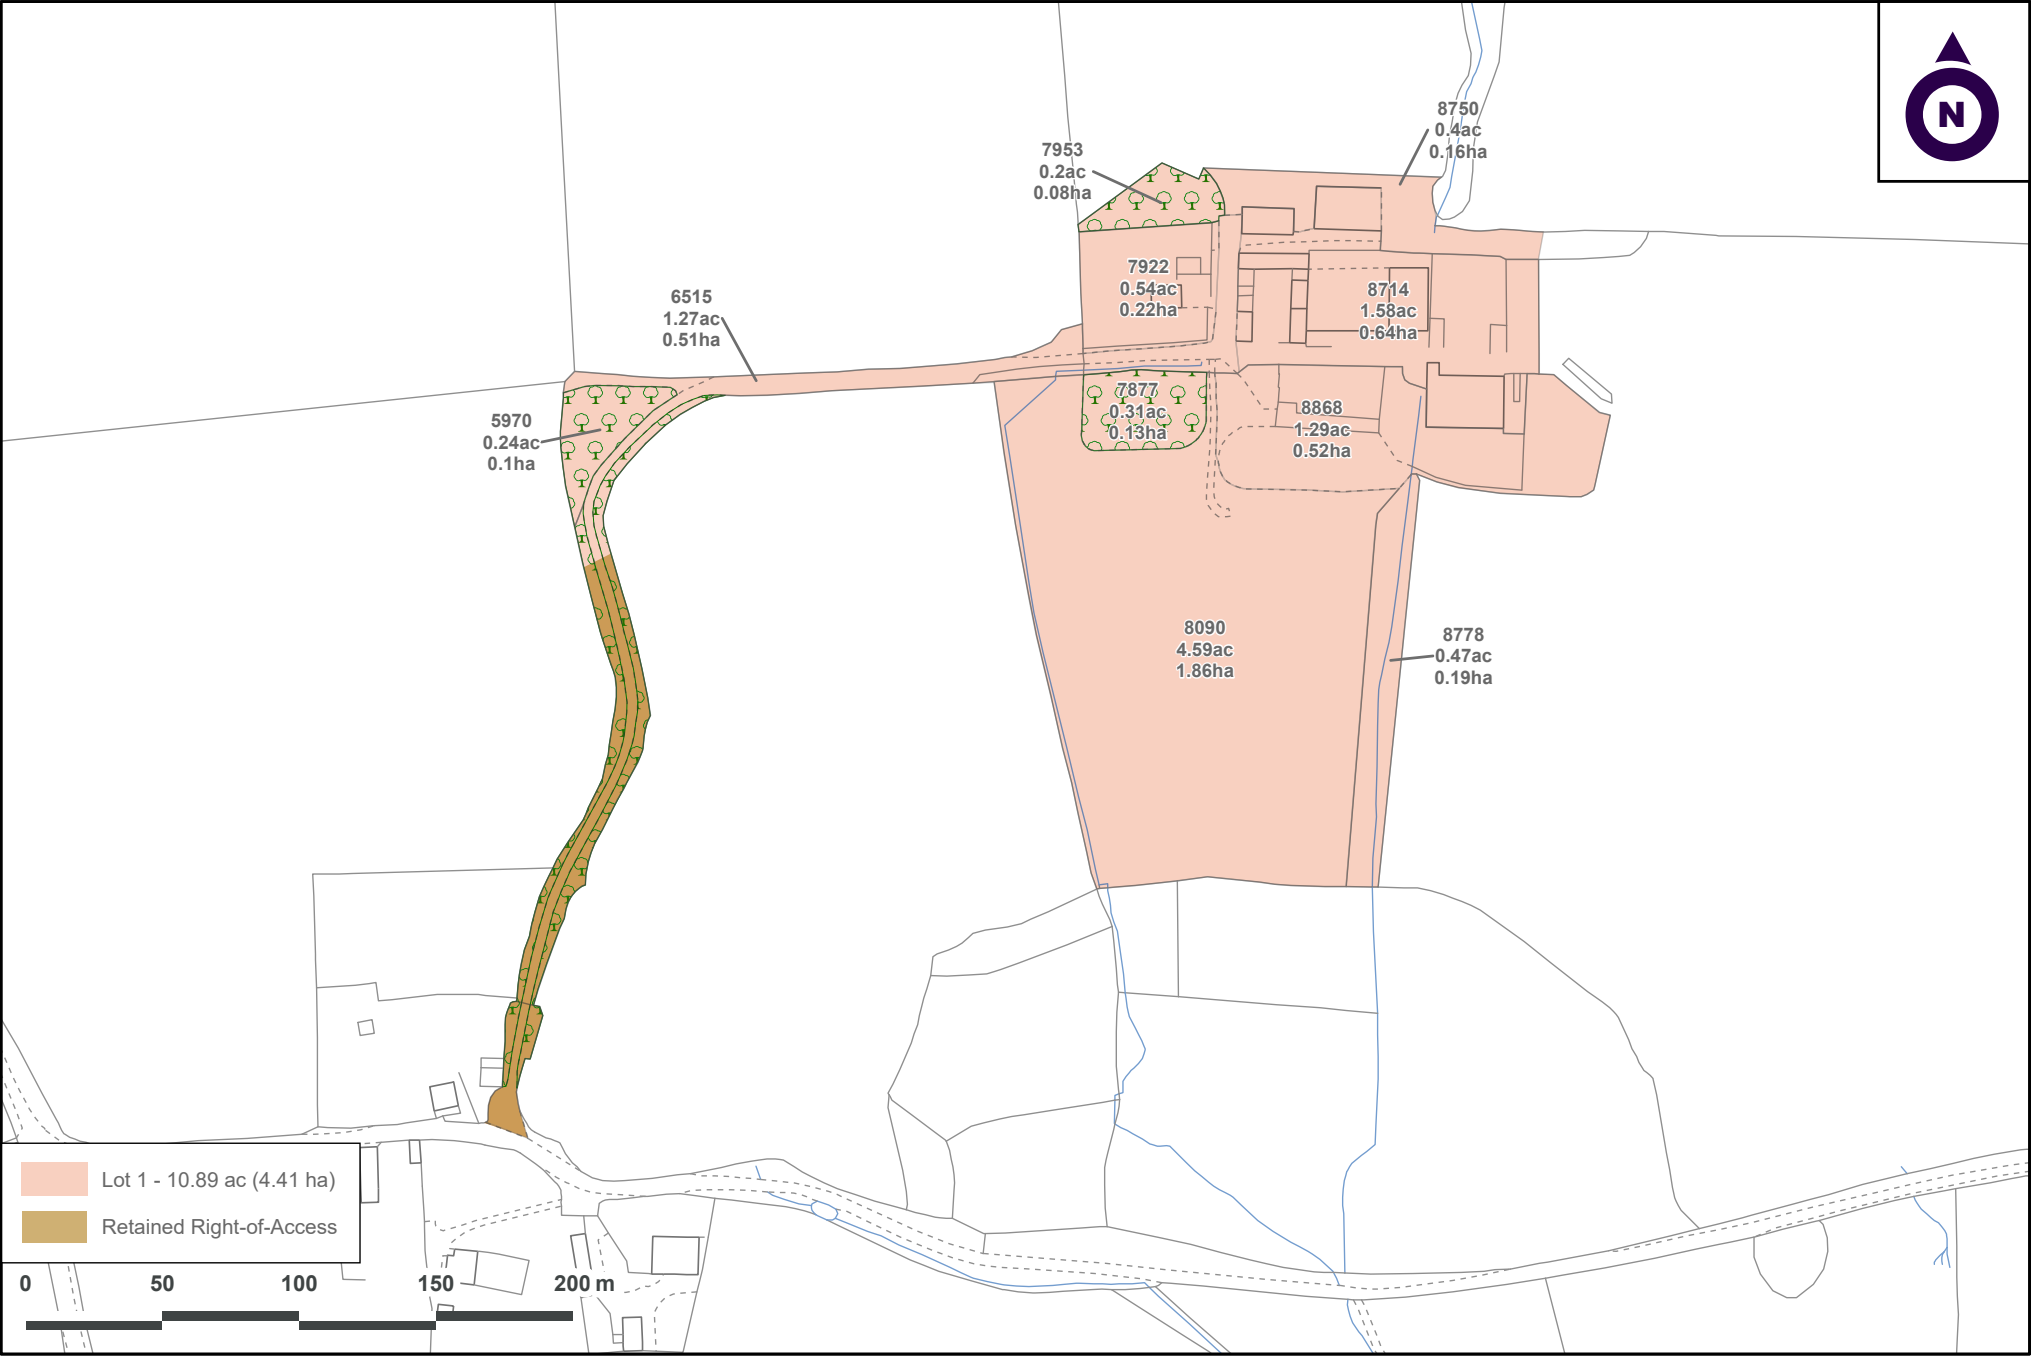 N
8750
0.4ac
0.16ha
7953
0.2ac
0.08ha
7922
0.54ac
0.22ha
8714
1.58ac
0.64ha
6515
1.27ac
0.51ha
7877
0.31ac
0.13ha
8868
1.29ac
0.52ha
5970
0.24ac
0.1ha
8090
4.59ac
1.86ha
8778
0.47ac
0.19ha
Lot 1 - 10.89 ac (4.41 ha)
Retained Right-of-Access
0 50 100 150 200 m